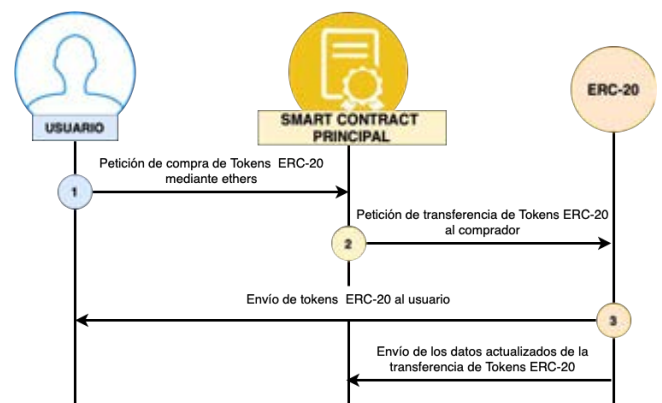 USUARIO
SMART CONTRACT
PRINCIPAL
ERC-20
Petición de compra de Tokens ERC-20
mediante ethers
1
Petición de transferencia de Tokens ERC-20
al comprador
2
Envío de tokens ERC-20 al usuario
3
Envío de los datos actualizados de la
transferencia de Tokens ERC-20